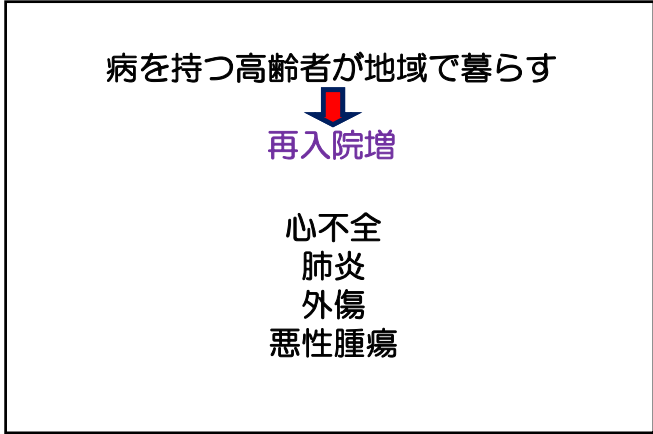 病を持つ高齢者が地域で暮らす
再入院増
心不全
肺炎
外傷
悪性腫瘍